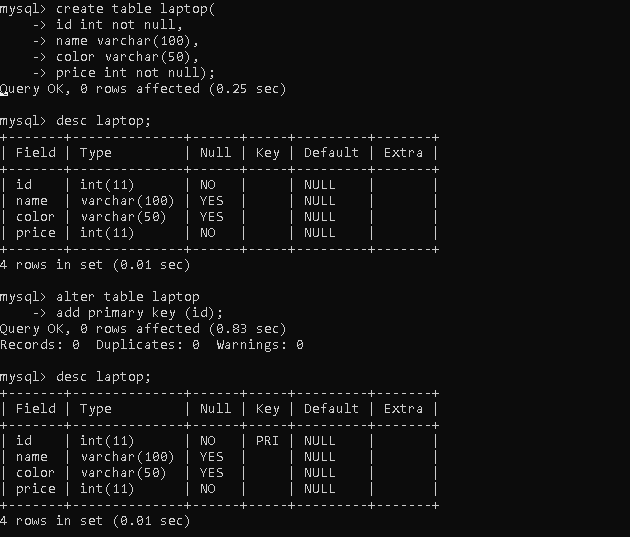 mysql> create table laptop(
    -> id int not null,
    -> name varchar(100),
    -> color varchar(50),
    -> price int not null);
Query OK, 0 rows affected (0.25 sec)

mysql> desc laptop;
+-------+--------------+------+-----+---------+-------+
| Field | Type         | Null | Key | Default | Extra |
+-------+--------------+------+-----+---------+-------+
| id    | int(11)      | NO   |     | NULL    |       |
| name  | varchar(100) | YES  |     | NULL    |       |
| color | varchar(50)  | YES  |     | NULL    |       |
| price | int(11)      | NO   |     | NULL    |       |
+-------+--------------+------+-----+---------+-------+
4 rows in set (0.01 sec)

mysql> alter table laptop
    -> add primary key (id);
Query OK, 0 rows affected (0.83 sec)
Records: 0  Duplicates: 0  Warnings: 0

mysql> desc laptop;
+-------+--------------+------+-----+---------+-------+
| Field | Type         | Null | Key | Default | Extra |
+-------+--------------+------+-----+---------+-------+
| id    | int(11)      | NO   | PRI | NULL    |       |
| name  | varchar(100) | YES  |     | NULL    |       |
| color | varchar(50)  | YES  |     | NULL    |       |
| price | int(11)      | NO   |     | NULL    |       |
+-------+--------------+------+-----+---------+-------+
4 rows in set (0.01 sec)